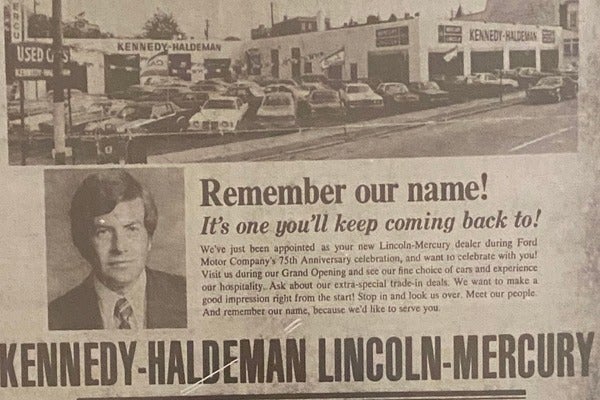 MERCURY
USED CARS
KENNEDY-HALDEMAN
KENNEDY-HALDEMAN
MERCURY
LINCOLN
KENNEDY-HALDEMAN
Remember our name!
It's one you'll keep coming back to!
We've just been appointed as your new Lincoln-Mercury dealer during Ford
Motor Company's 75th Anniversary celebration, and want to celebrate with you!
Visit us during our Grand Opening and see our fine choice of cars and experience
our hospitality. Ask about our extra-special trade-in deals. We want to make a
good impression right from the start! Stop in and look us over. Meet our people.
And remember our name, because we'd like to serve you.
KENNEDY-HALDEMAN LINCOLN-MERCURY